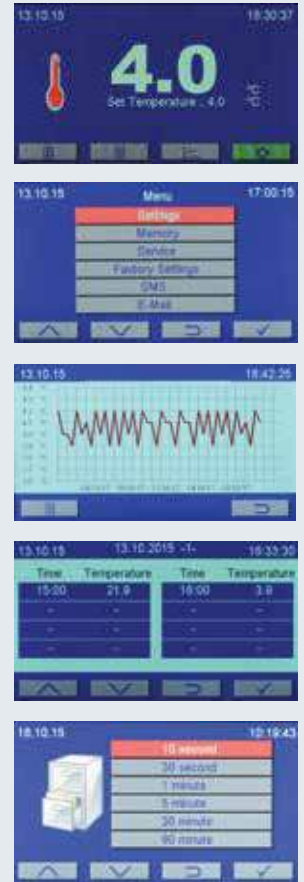 13.10.15 18:30:37
4.0
Set Temperature : 4.0
13.10.15 Menu 17:00:15
Settings
Memory
Service
Factory Settings
SMS
E-Mail
13.10.15 18:42:25
13.10.15 13.10.2015 -1- 16:33:30
Time Temperature Time Temperature
15:00 21.9 16:00 3.9
- - - -
- - - -
- - - -
16.10.15 10:19:43
10 second
30 second
1 minute
5 minute
30 minute
60 minute